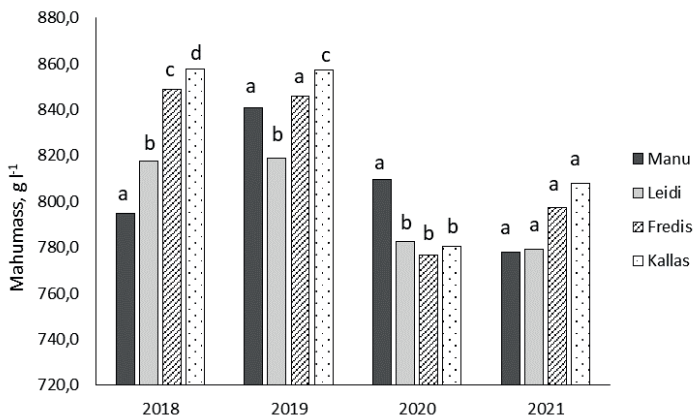 Mahumass, g l-1
880,0
860,0
840,0
820,0
800,0
780,0
760,0
740,0
720,0
a b c d
a b a c
a b b b
a a a a
2018 2019 2020 2021
Manu
Leidi
Fredis
Kallas